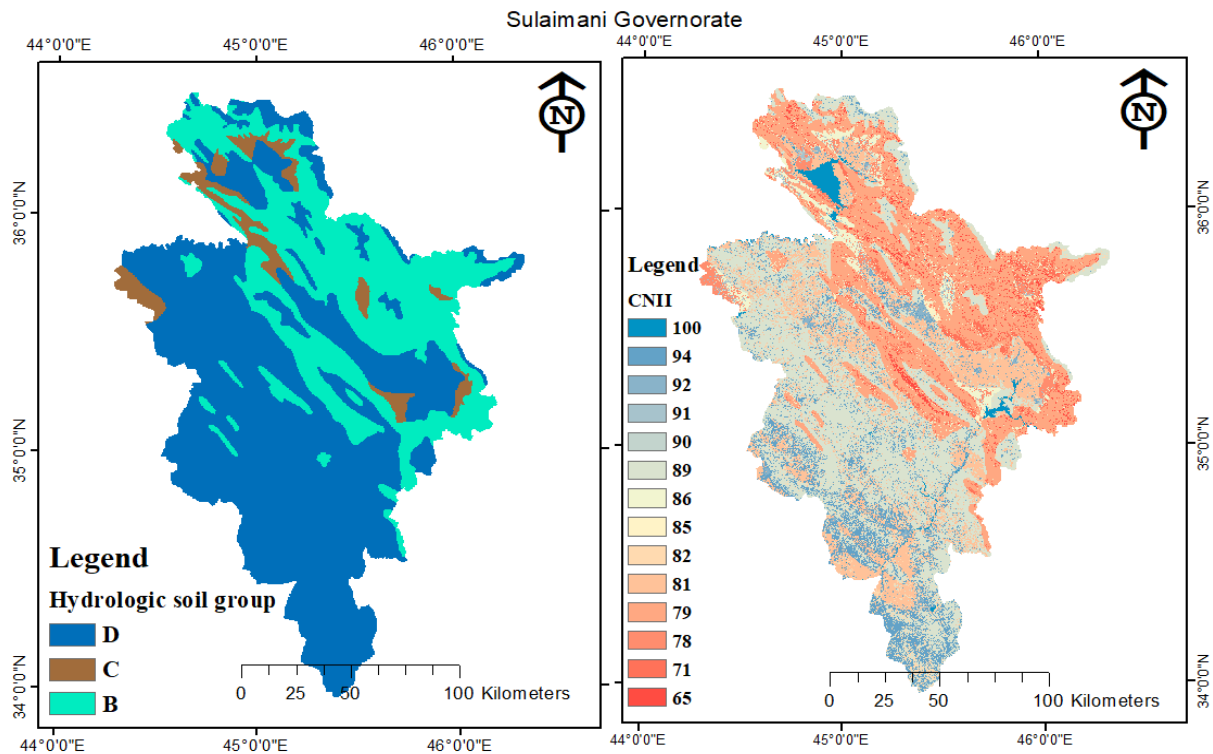 Sulaimani Governorate
44°0'0"E 45°0'0"E 46°0'0"E
N
36°0'0"N
35°0'0"N
34°0'0"N
Legend
Hydrologic soil group
D
C
B
0 25 50 100 Kilometers
44°0'0"E 45°0'0"E 46°0'0"E
44°0'0"E 45°0'0"E 46°0'0"E
N
36°0'0"N
35°0'0"N
34°0'0"N
Legend
CNII
100
94
92
91
90
89
86
85
82
81
79
78
71
65
0 25 50 100 Kilometers
44°0'0"E 45°0'0"E 46°0'0"E